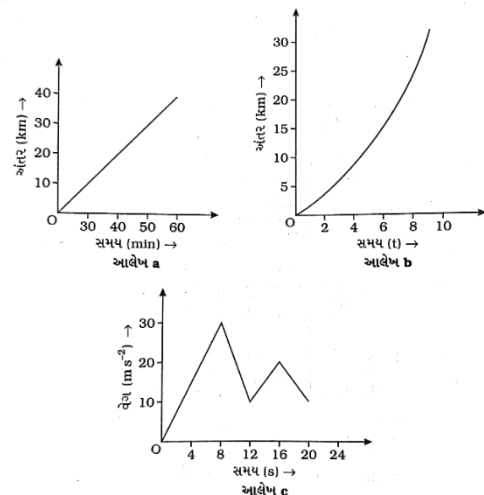 અંતર (km) →
40
30
20
10
O
30 40 50 60
સમય (min) →
આલેખ a
અંતર (km) →
30
25
20
15
10
5
O
2 4 6 8 10
સમય (t) →
આલેખ b
વેગ (m s⁻²) →
30
20
10
O
4 8 12 16 20 24
સમય (s) →
આલેખ c